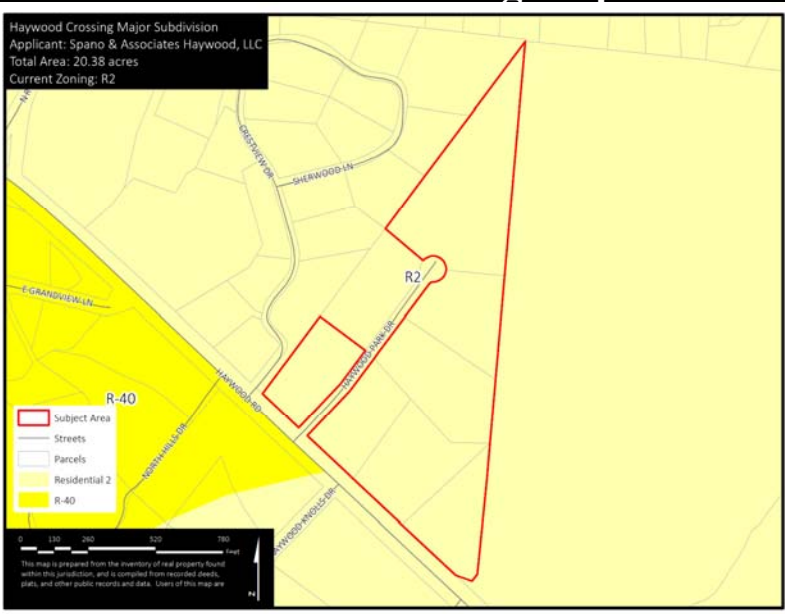 Haywood Crossing Major Subdivision
Applicant: Spano & Associates Haywood, LLC
Total Area: 20.38 acres
Current Zoning: R2
CRESTVIEW DR
SHERWOOD LN
R2
E GRANDVIEW LN
HAYWOOD PARK DR
HAYWOOD RD
R-40
NORTH HILLS DR
Subject Area
Streets
Parcels
Residential 2
R-40
HAYWOOD KNOLLS DR
0 130 260 520 780
Feet
This map is prepared from the inventory of real property found
within this jurisdiction, and is compiled from recorded deeds,
plats, and other public records and data. Users of this map are
N